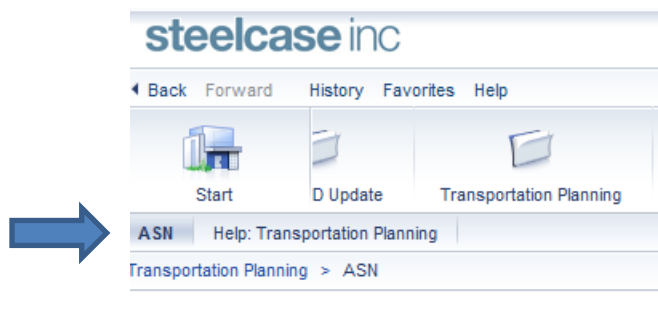 steelcase inc
Back Forward History Favorites Help
Start D Update Transportation Planning
ASN Help: Transportation Planning
Transportation Planning > ASN